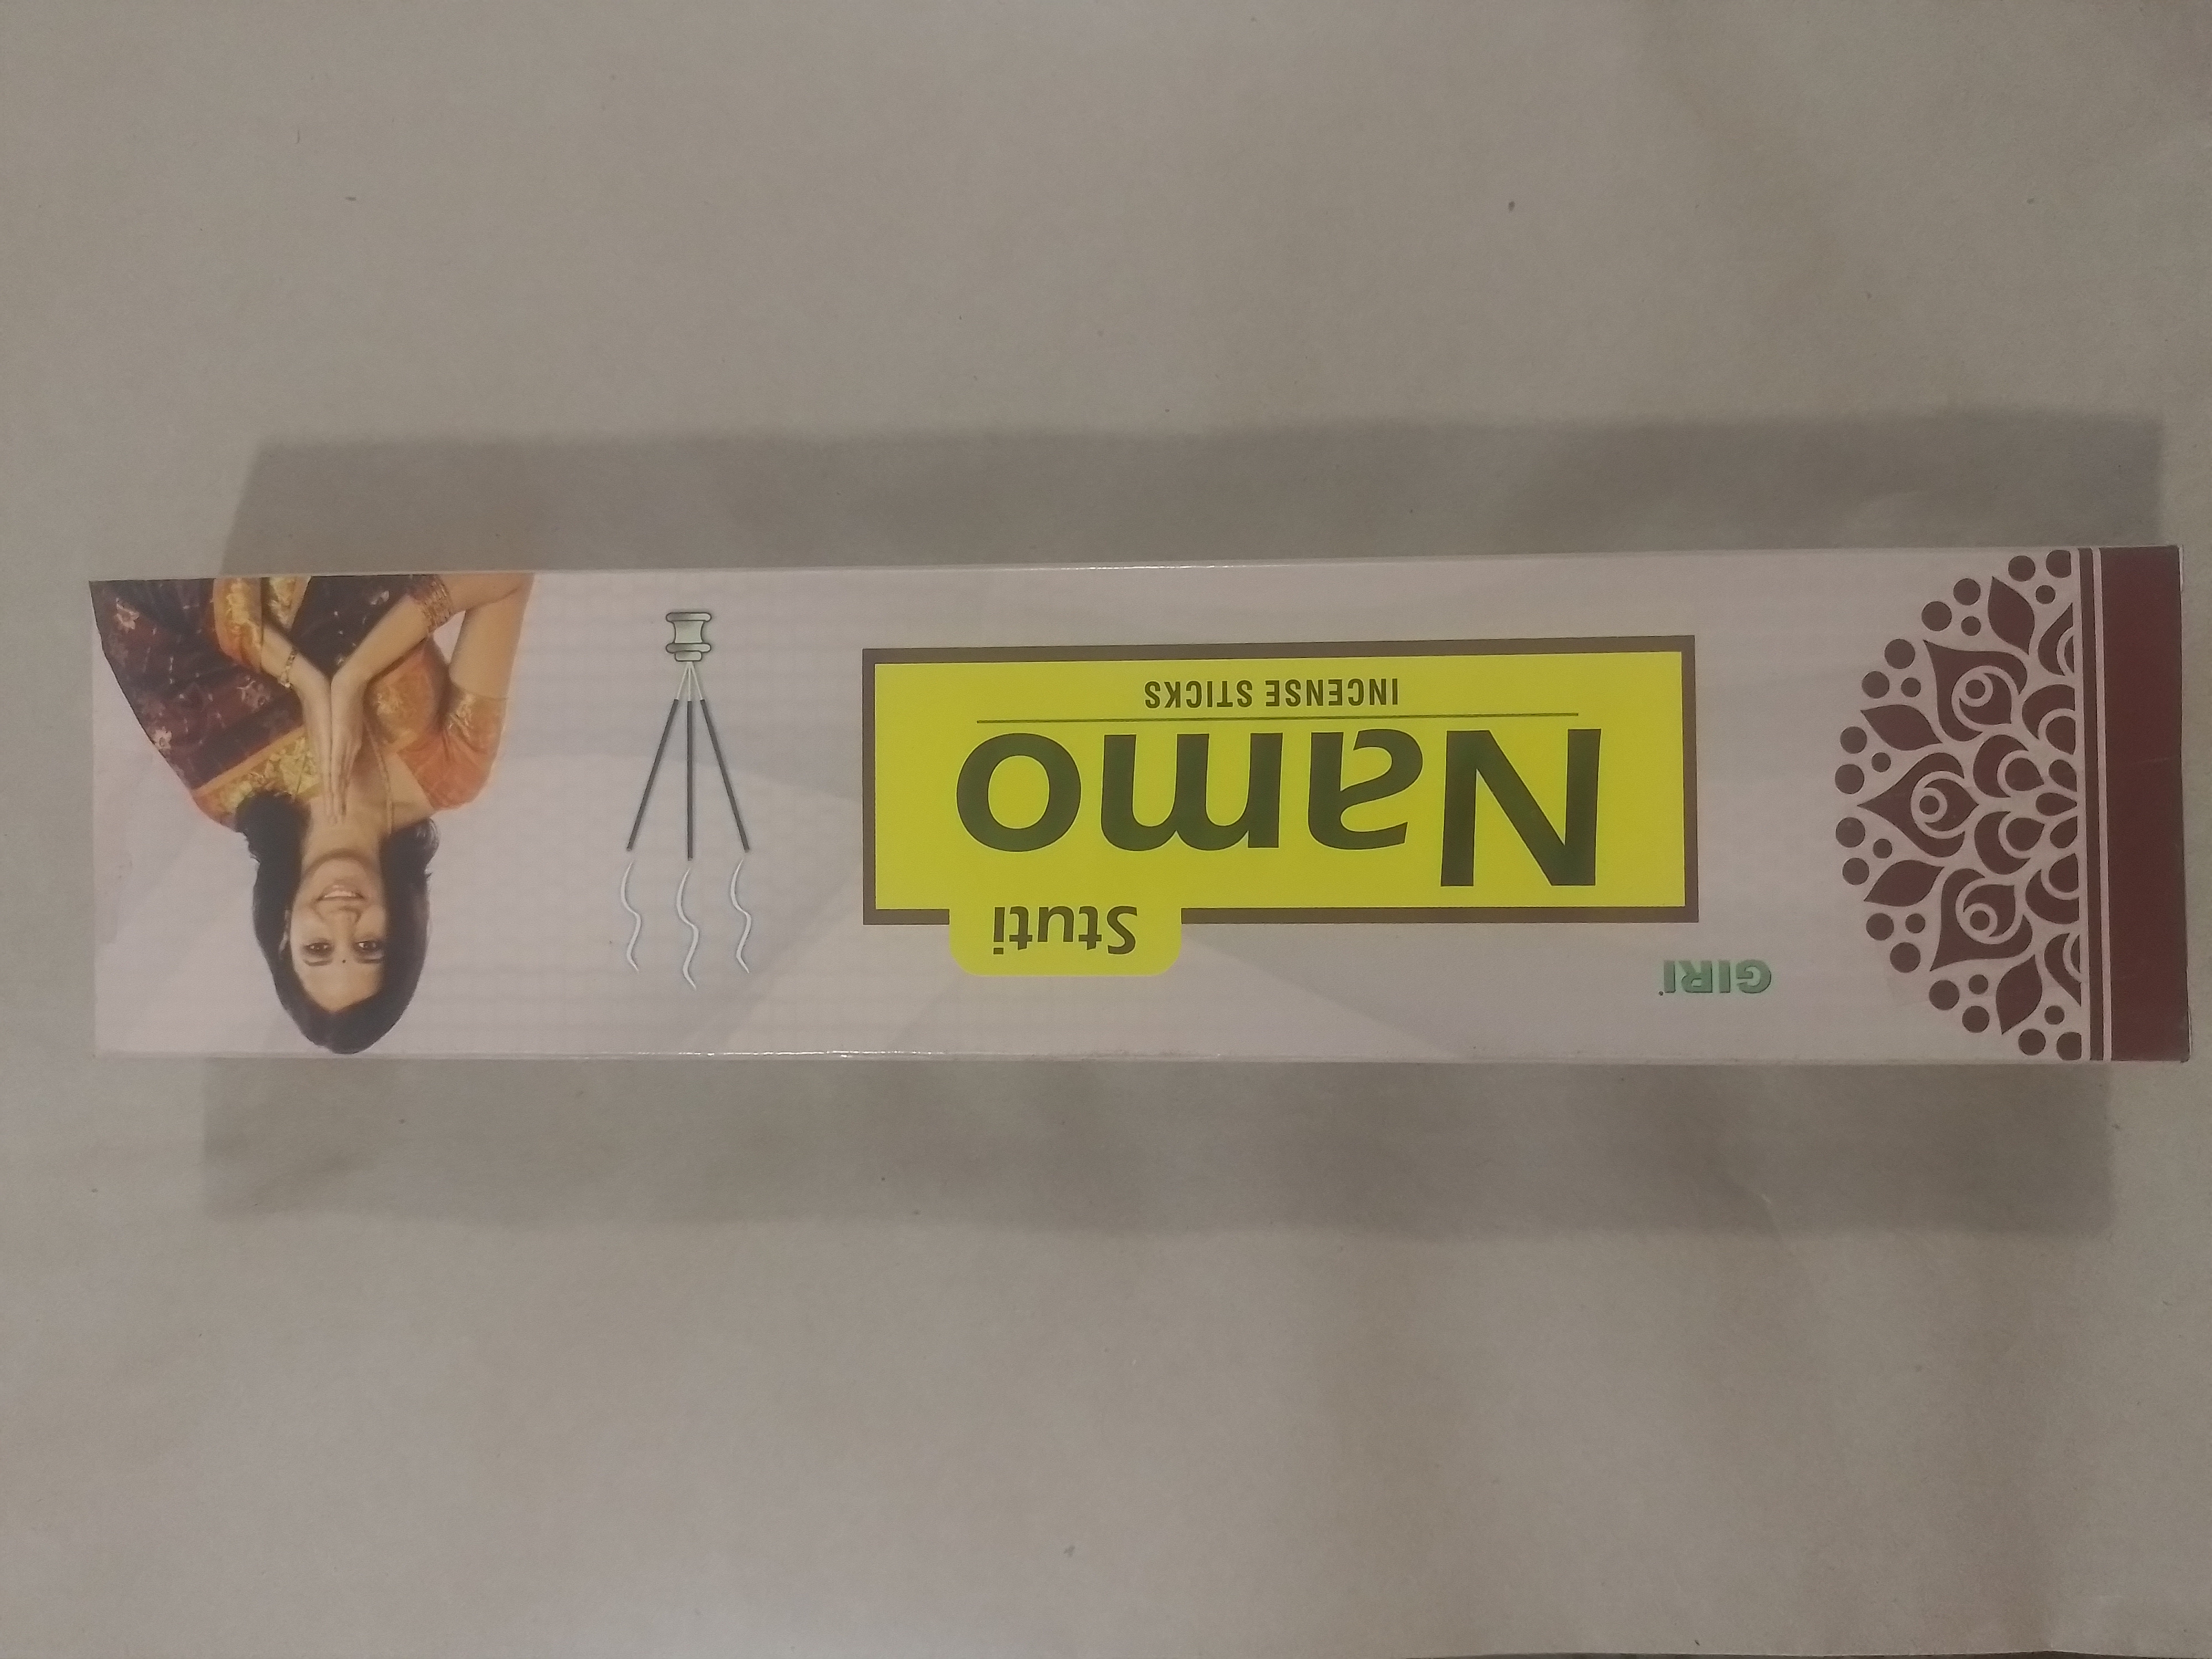 GIRI
Stuti
Namo
INCENSE STICKS